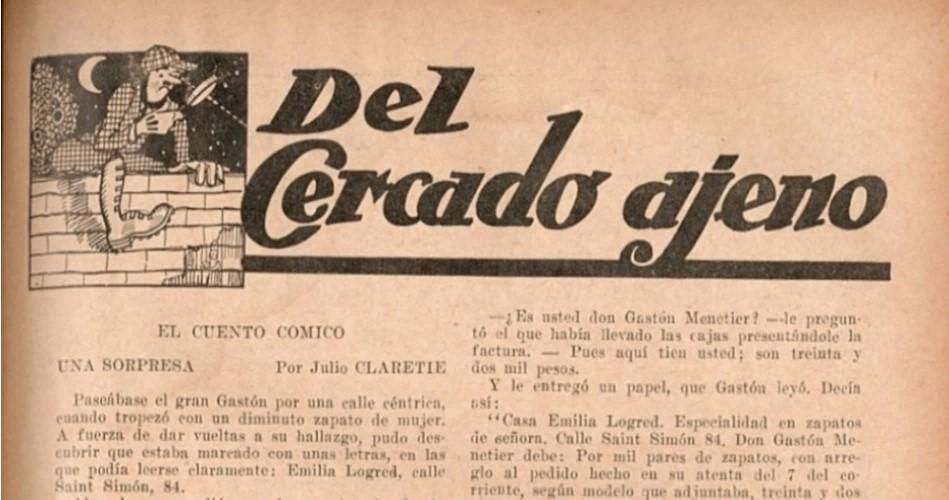 Del
Cercado ajeno
EL CUENTO COMICO
UNA SORPRESA Por Julio CLARETIE
Paseábase el gran Gastón por una calle céntrica,
cuando tropezó con un diminuto zapato de mujer.
A fuerza de dar vueltas a su hallazgo, pudo des-
cubrir que estaba marcado con unas letras, en las
que podía leerse claramente: Emilia Logred, calle
Saint Simón, 84.
—¿Es usted don Gastón Menetier? —le pregun-
tó el que había llevado las cajas presentándole la
factura. — Pues aquí tien usted; son treinta y
dos mil pesos.
Y le entregó un papel, que Gastón leyó. Decía
así:
“Casa Emilia Logred. Especialidad en zapatos
de señora. Calle Saint Simón 84. Don Gastón Me-
netier debe: Por mil pares de zapatos, con arre-
glo al pedido hecho en su atenta del 7 del co-
rriente, según modelo que adjuntaba, treinta y dos